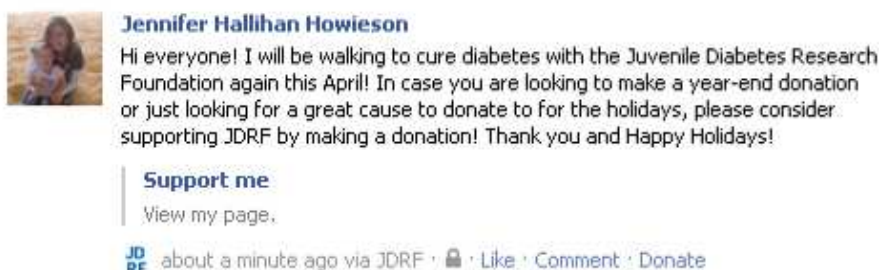 Jennifer Hallihan Howieson
Hi everyone! I will be walking to cure diabetes with the Juvenile Diabetes Research
Foundation again this April! In case you are looking to make a year-end donation
or just looking for a great cause to donate to for the holidays, please consider
supporting JDRF by making a donation! Thank you and Happy Holidays!
Support me
View my page.
JD
RF about a minute ago via JDRF · Like · Comment · Donate